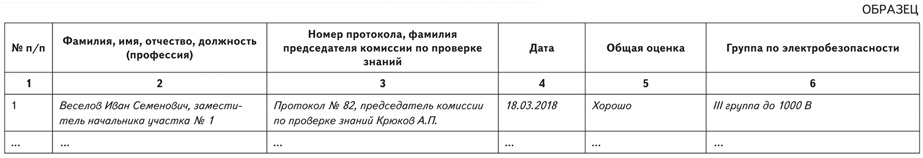 ОБРАЗЕЦ
№ п/п | Фамилия, имя, отчество, должность (профессия) | Номер протокола, фамилия председателя комиссии по проверке знаний | Дата | Общая оценка | Группа по электробезопасности
1 | 2 | 3 | 4 | 5 | 6
1 | Веселов Иван Семенович, замести-тель начальника участка № 1 | Протокол № 82, председатель комиссии по проверке знаний Крюков А.П. | 18.03.2018 | Хорошо | III группа до 1000 В
... | ... | ... | ... | ... | ...